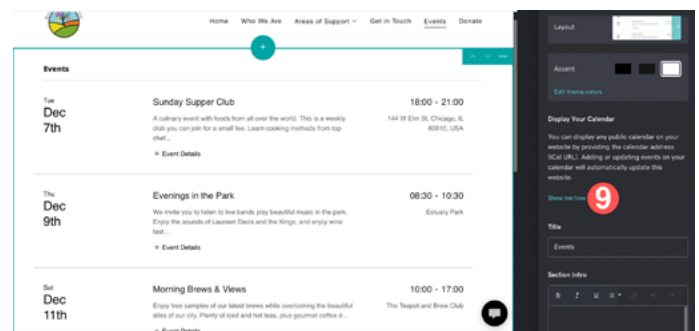 Home Who We Are Areas of Support Get in Touch Events Donate
Events
Tue
Dec
7th
Sunday Supper Club
A culinary event with foods from all over the world. This is a weekly
club you can join for a small fee. Learn cooking methods from top
chef...
+ Event Details
18:00 - 21:00
144 W Elm St, Chicago, IL
60610, USA
Thu
Dec
9th
Evenings in the Park
We invite you to listen to live bands play beautiful music in the park.
Enjoy the sounds of Laureen Davis and the Kings, and enjoy wine
tast...
+ Event Details
08:30 - 10:30
Estuary Park
Sat
Dec
11th
Morning Brews & Views
Enjoy free samples of our latest brews while overlooking the beautiful
sites of our city. Plenty of iced and hot teas, plus gourmet coffee d...
+ Event Details
10:00 - 17:00
The Teapot and Brew Club
Layout
Accent
Edit theme colors
Display Your Calendar
You can display any public calendar on your
website by providing the calendar address
(iCal URL). Adding or updating events on your
calendar will automatically update this
website.
Show me how
9
Title
Events
Section Intro
B I U